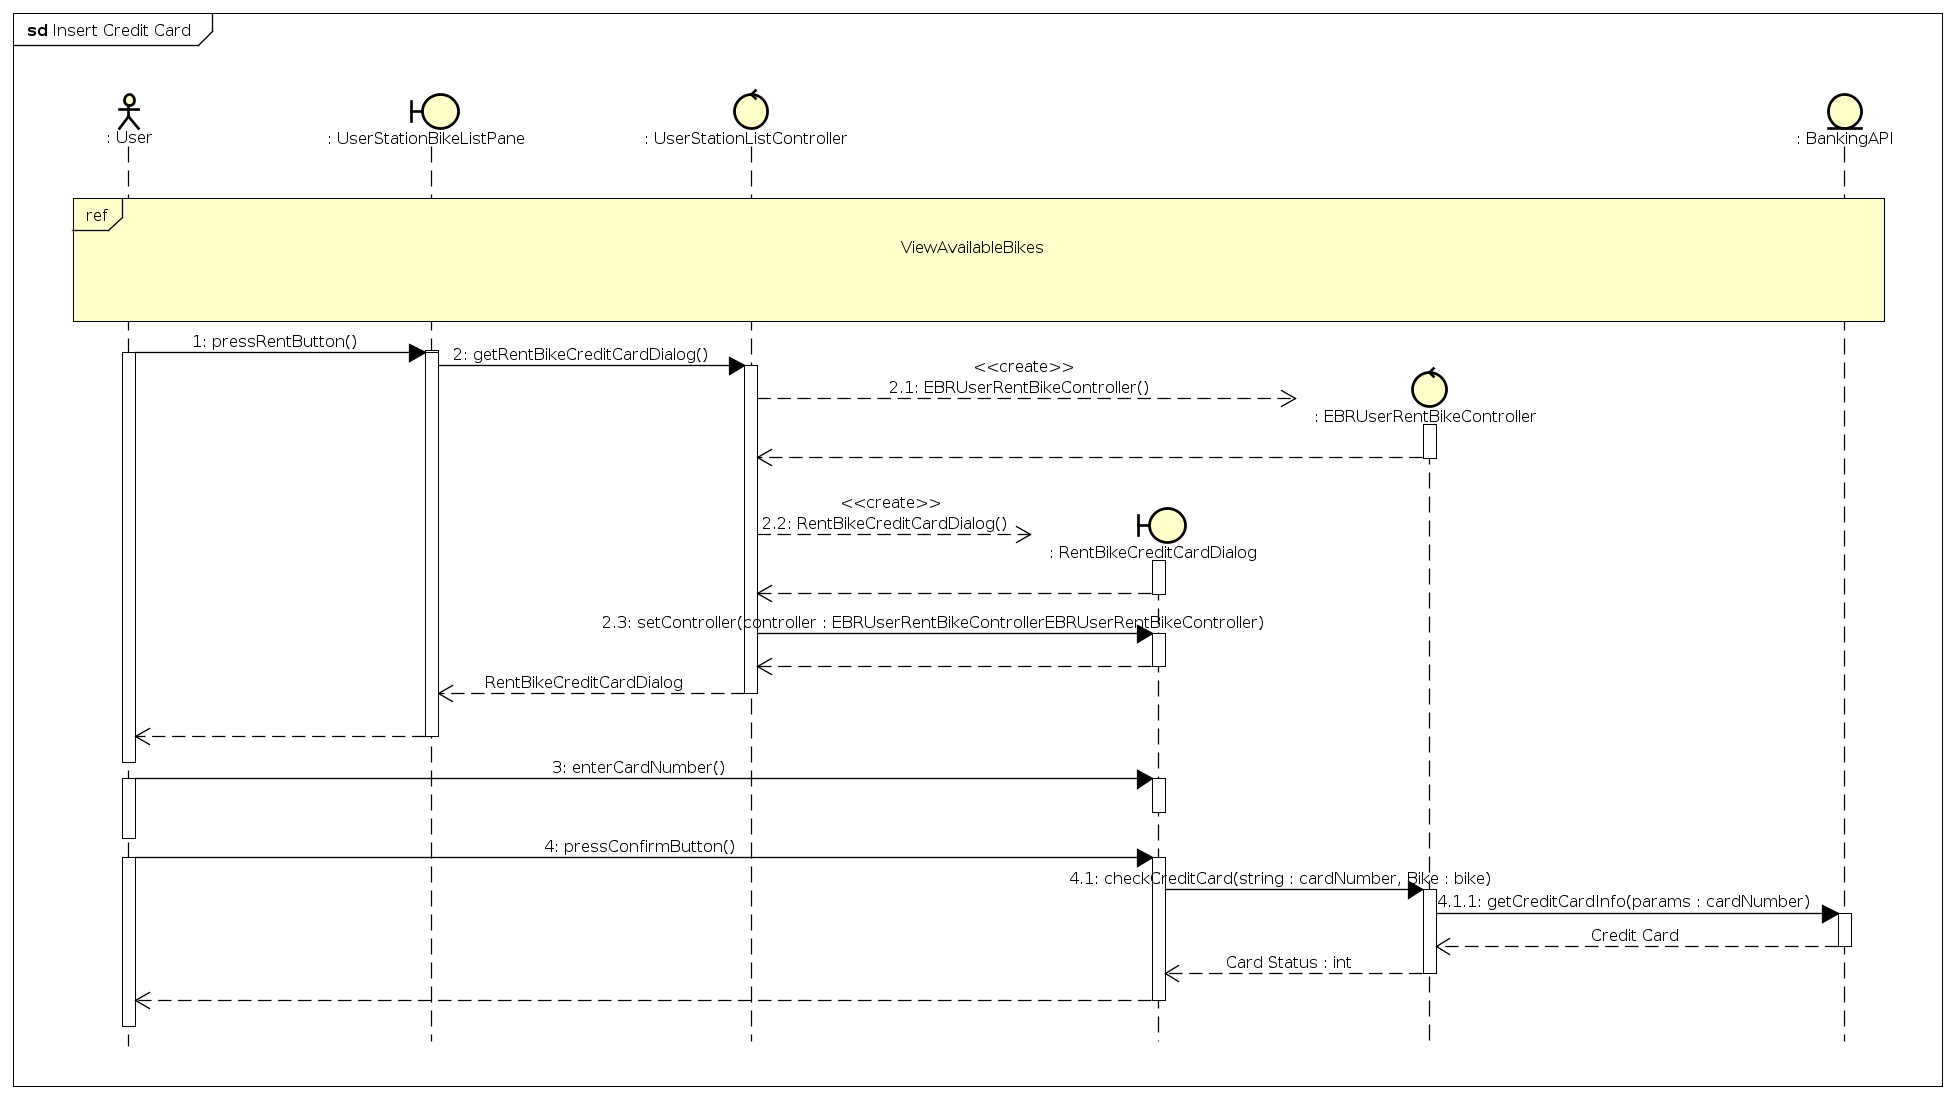 sd Insert Credit Card
: User
: UserStationBikeListPane
: UserStationListController
: BankingAPI
ref
ViewAvailableBikes
1: pressRentButton()
2: getRentBikeCreditCardDialog()
<<create>>
2.1: EBRUserRentBikeController()
: EBRUserRentBikeController
<<create>>
2.2: RentBikeCreditCardDialog()
: RentBikeCreditCardDialog
2.3: setController(controller : EBRUserRentBikeControllerEBRUserRentBikeController)
RentBikeCreditCardDialog
3: enterCardNumber()
4: pressConfirmButton()
4.1: checkCreditCard(string : cardNumber, Bike : bike)
4.1.1: getCreditCardInfo(params : cardNumber)
Credit Card
Card Status : int